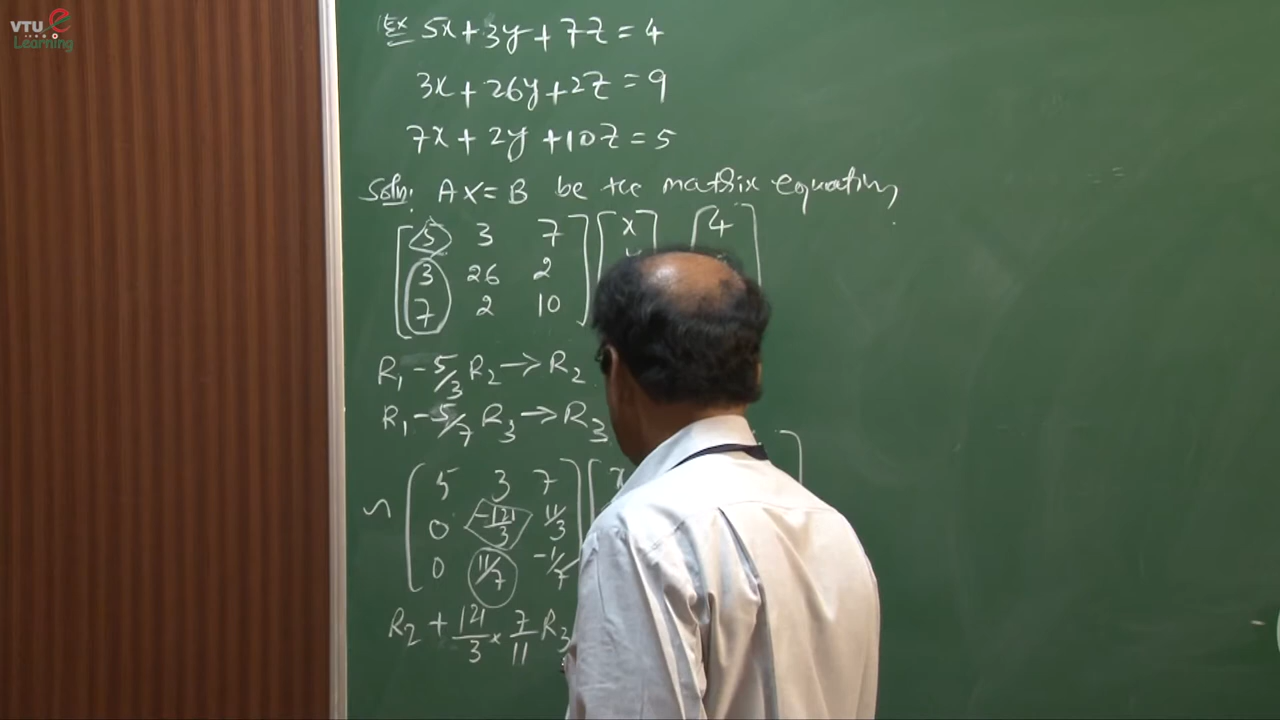 VTU e
Learning
Ex 5x+3y+7z=4
3x+26y+2z=9
7x+2y+10z=5
Soln: AX=B be the matrix equation,
[5 3 7] [x] [4]
3 26 2
7 2 10
R₁-5/3 R₂→R₂
R₁-5/7 R₃→R₃
~ [5 3 7] [x
0 -121/3 11/3
0 11/7 -1/7
R₂+121/3×7/11 R₃